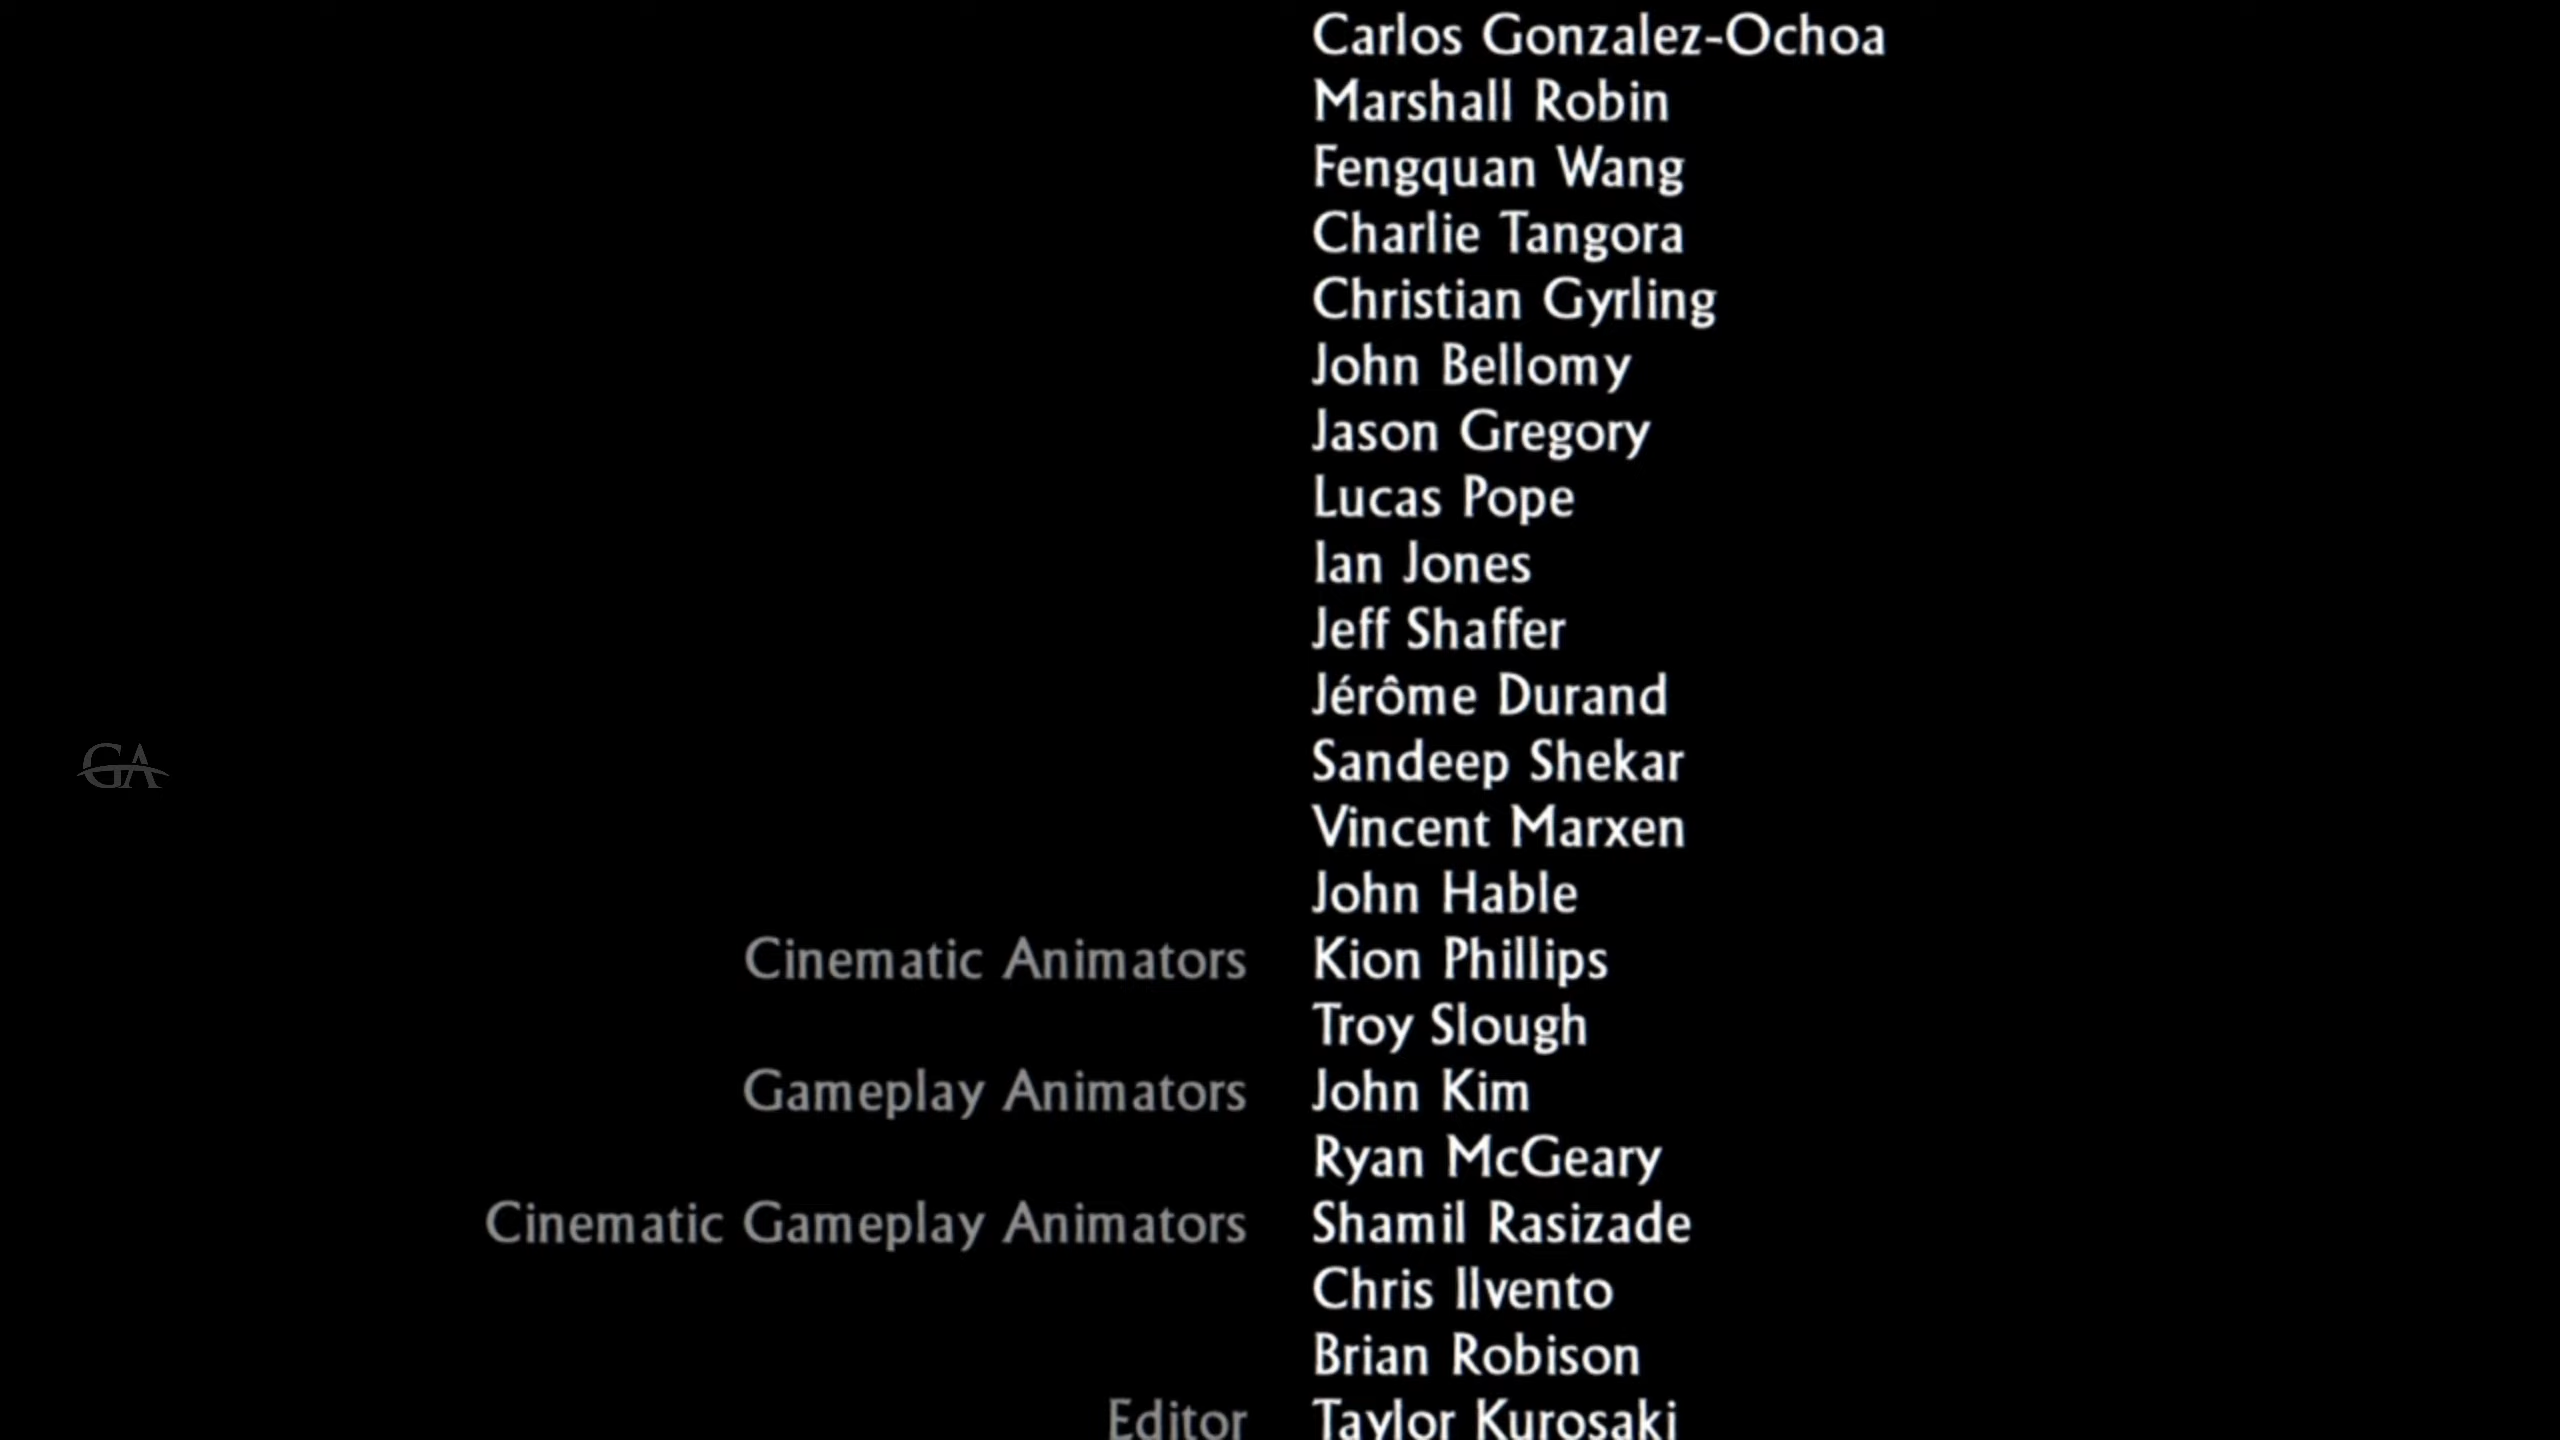 Carlos Gonzalez-Ochoa
Marshall Robin
Fengquan Wang
Charlie Tangora
Christian Gyrling
John Bellomy
Jason Gregory
Lucas Pope
Ian Jones
Jeff Shaffer
Jérôme Durand
Sandeep Shekar
Vincent Marxen
John Hable
Cinematic Animators Kion Phillips
Troy Slough
Gameplay Animators John Kim
Ryan McGeary
Cinematic Gameplay Animators Shamil Rasizade
Chris Ilvento
Brian Robison
Editor Taylor Kurosaki
GA